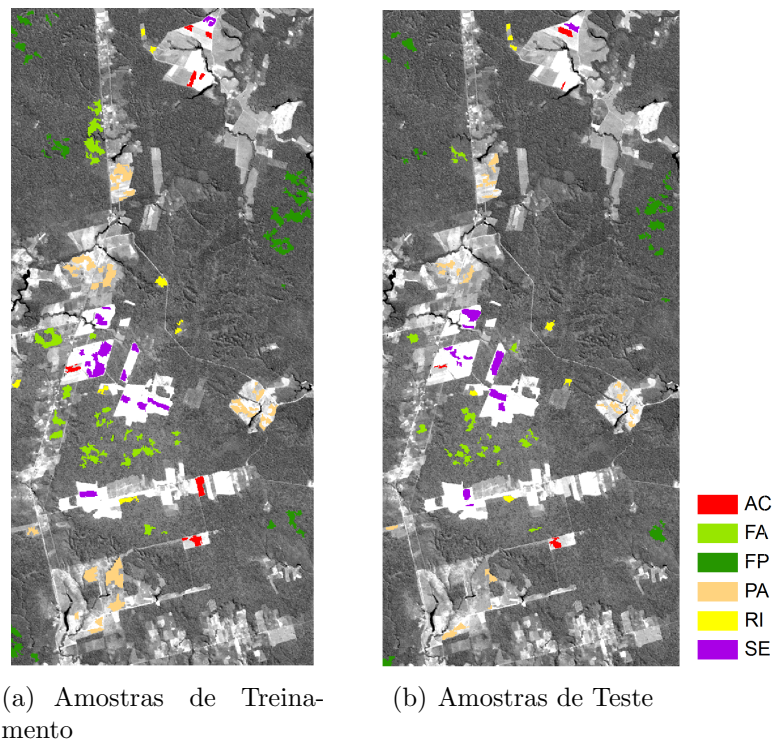 AC
FA
FP
PA
RI
SE
(a) Amostras de Treina-
mento
(b) Amostras de Teste